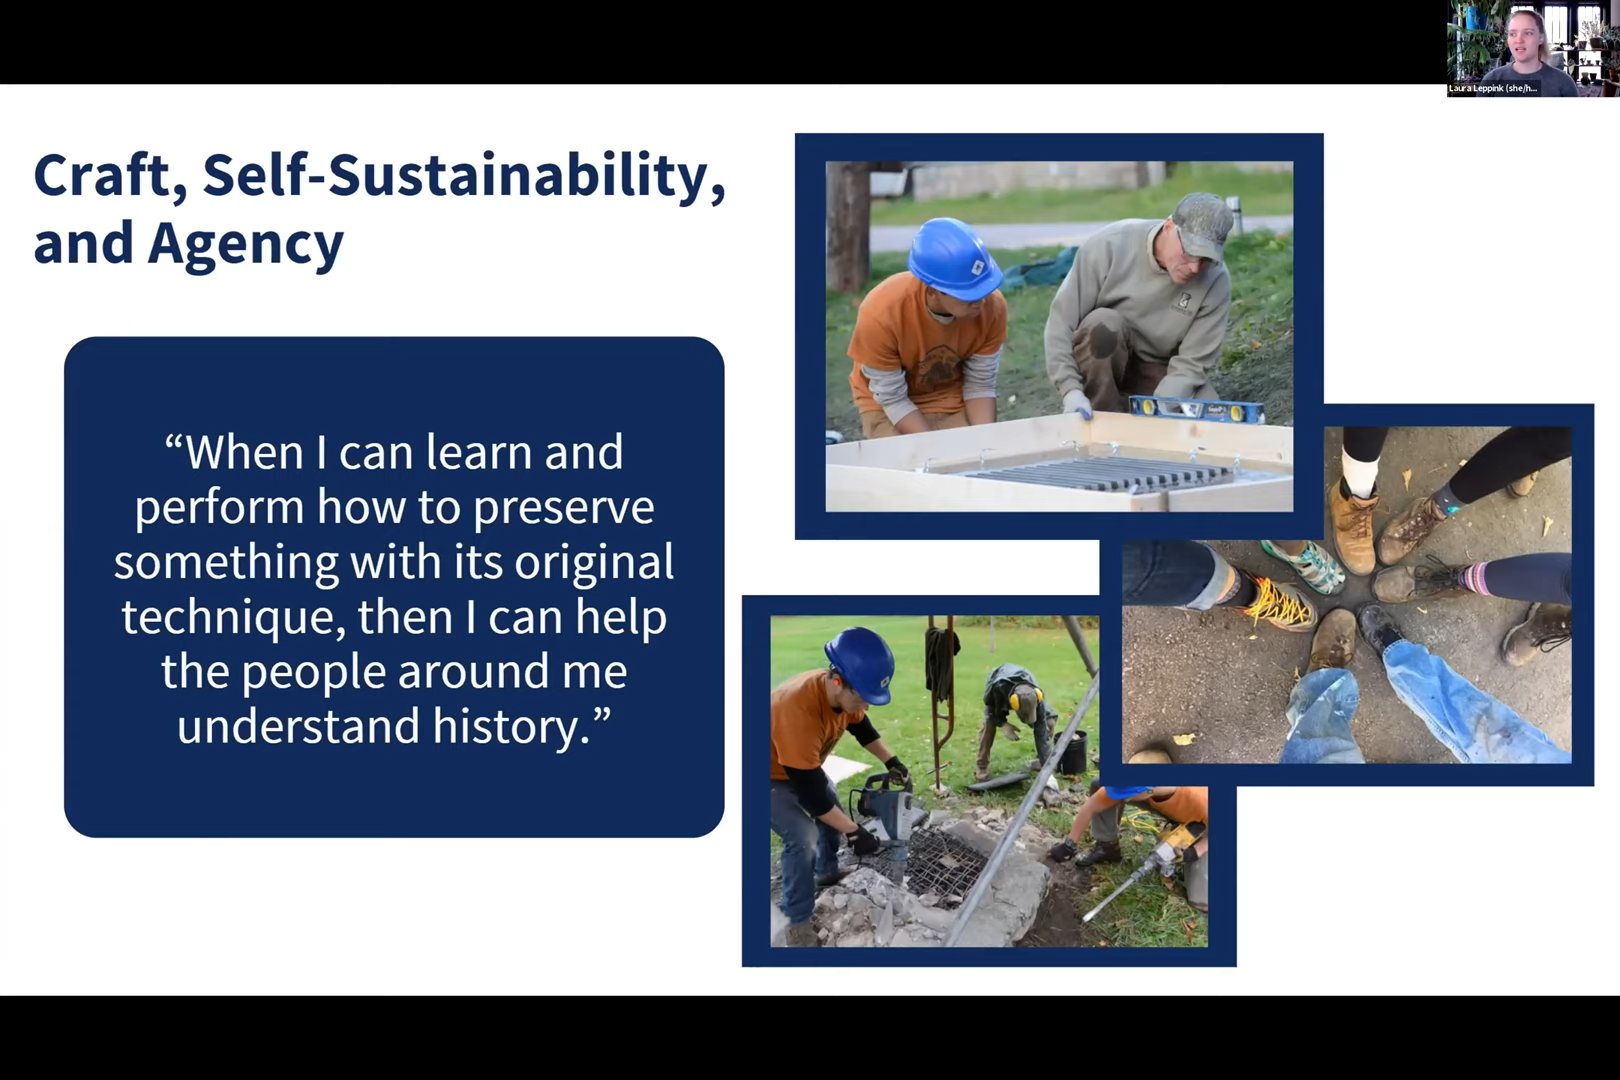 Laura Leppink (she/h...
Craft, Self-Sustainability,
and Agency
“When I can learn and
perform how to preserve
something with its original
technique, then I can help
the people around me
understand history.”